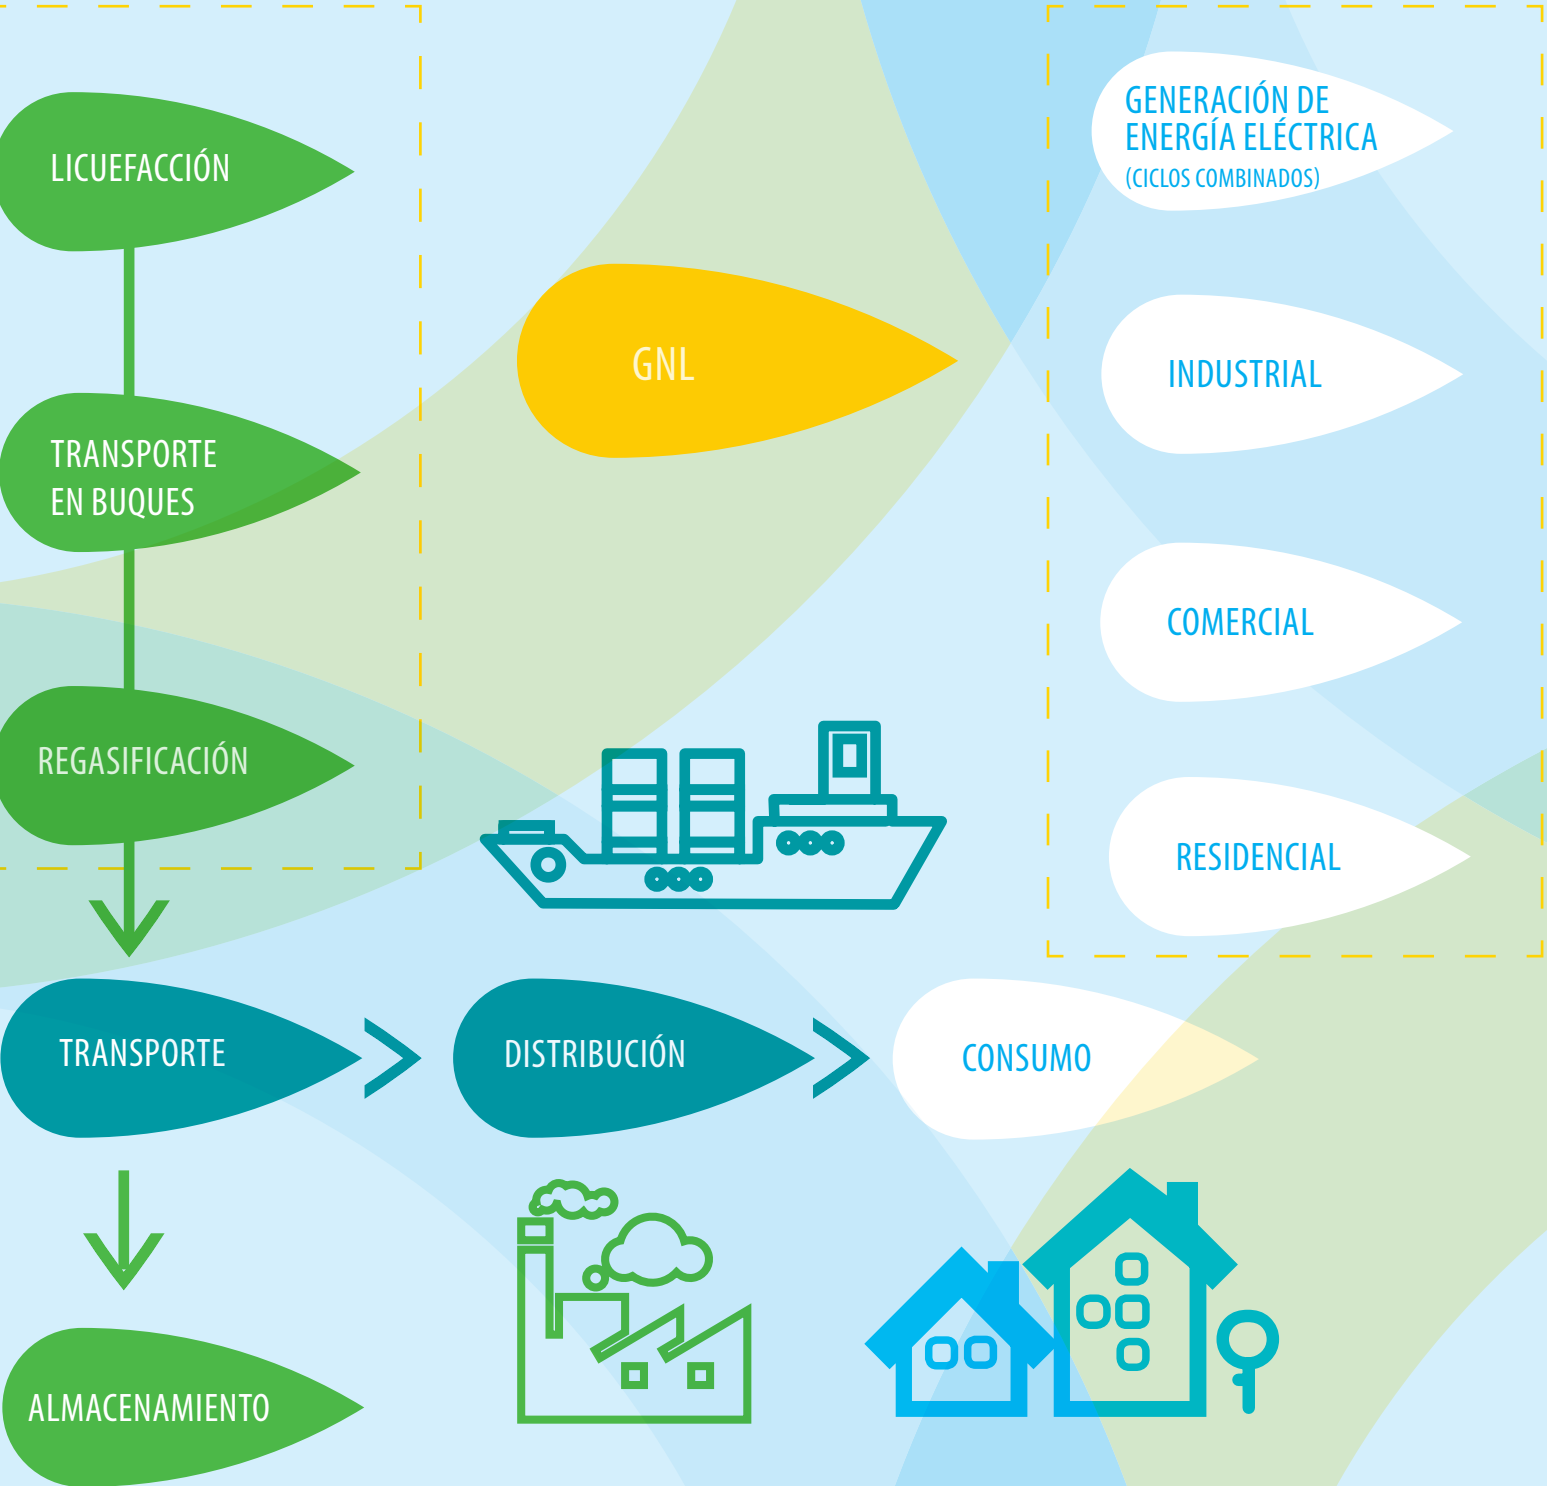 LICUEFACCIÓN
TRANSPORTE
EN BUQUES
REGASIFICACIÓN
GNL
GENERACIÓN DE
ENERGÍA ELÉCTRICA
(CICLOS COMBINADOS)
INDUSTRIAL
COMERCIAL
RESIDENCIAL
TRANSPORTE
DISTRIBUCIÓN
CONSUMO
ALMACENAMIENTO